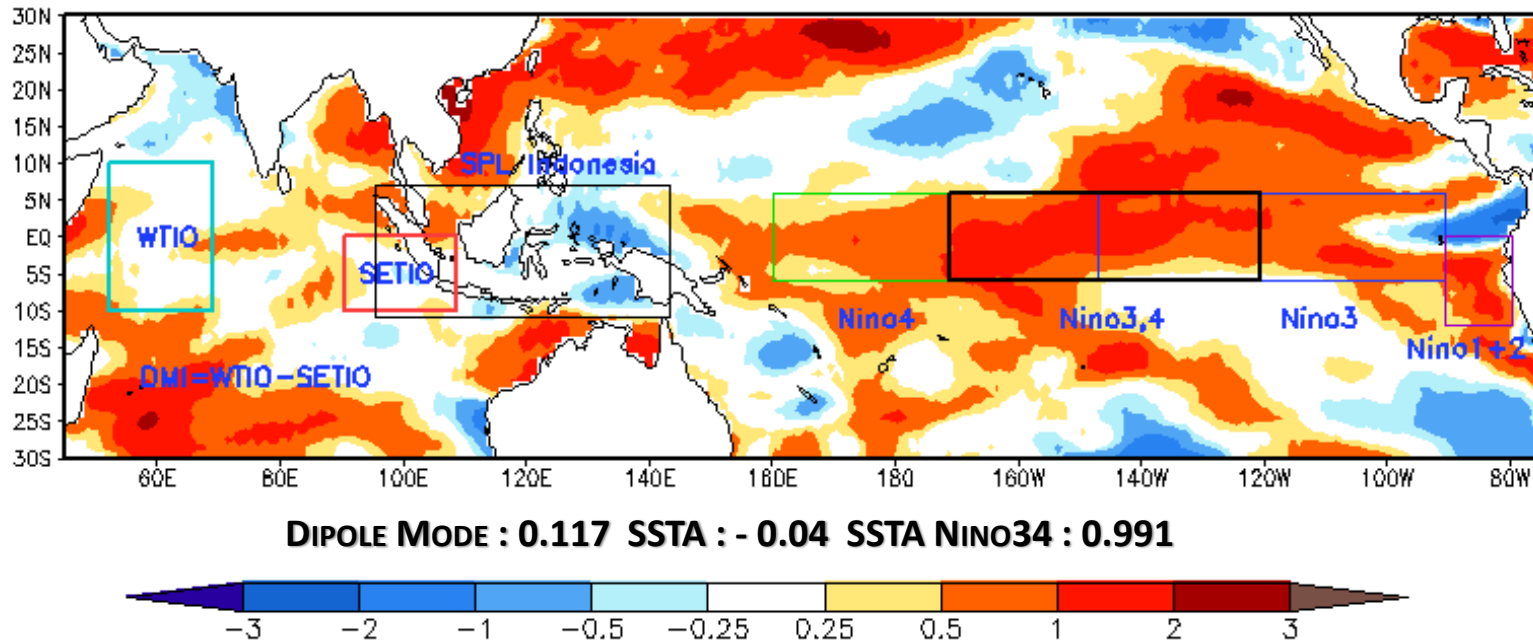 30N
25N
20N
15N
10N
5N
EQ
5S
10S
15S
20S
25S
30S
SPL Indonesia
WTIO
SETIO
Nino4
Nino3,4
Nino3
Nino1+2
DMI=WTIO-SETIO
60E 80E 100E 120E 140E 160E 180 160W 140W 120W 100W 80W
DIPOLE MODE : 0.117 SSTA : - 0.04 SSTA NINO34 : 0.991
-3 -2 -1 -0.5 -0.25 0.25 0.5 1 2 3